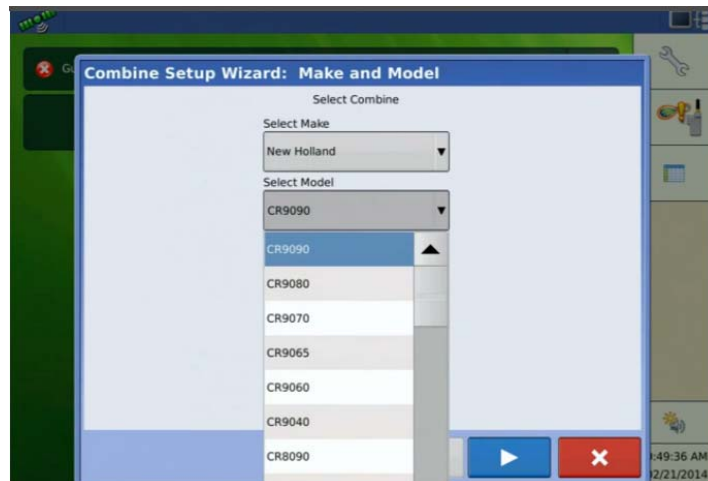 Combine Setup Wizard: Make and Model
Select Combine
Select Make
New Holland
Select Model
CR9090
CR9090
CR9080
CR9070
CR9065
CR9060
CR9040
CR8090
:49:36 AM
02/21/2014